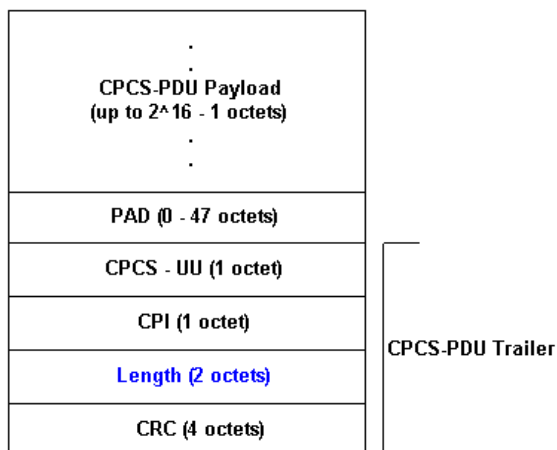 .
.
CPCS-PDU Payload
(up to 2^16 - 1 octets)
.
.
PAD (0 - 47 octets)
CPCS - UU (1 octet)
CPI (1 octet)
CPCS-PDU Trailer
Length (2 octets)
CRC (4 octets)